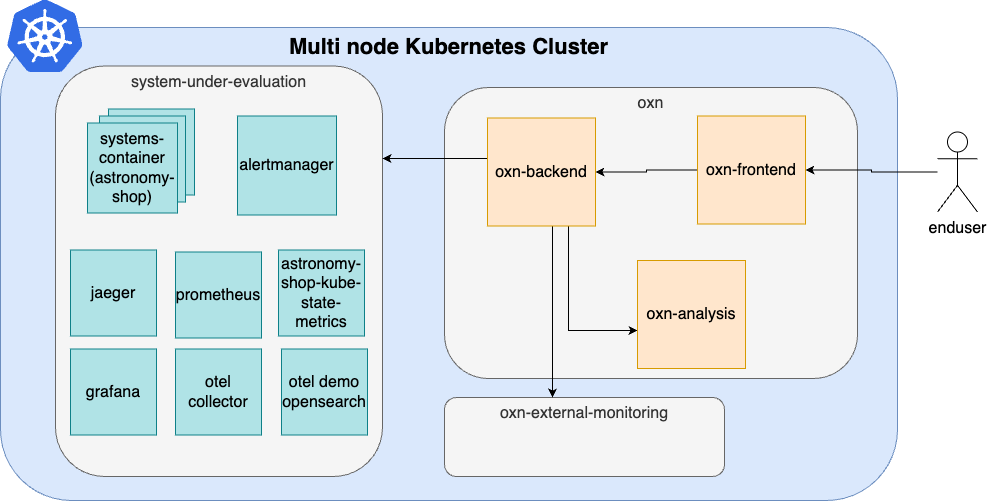 Multi node Kubernetes Cluster
system-under-evaluation
systems-
container
(astronomy-
shop)
alertmanager
jaeger
prometheus
astronomy-
shop-kube-
state-
metrics
grafana
otel
collector
otel demo
opensearch
oxn
oxn-backend
oxn-frontend
oxn-analysis
oxn-external-monitoring
enduser